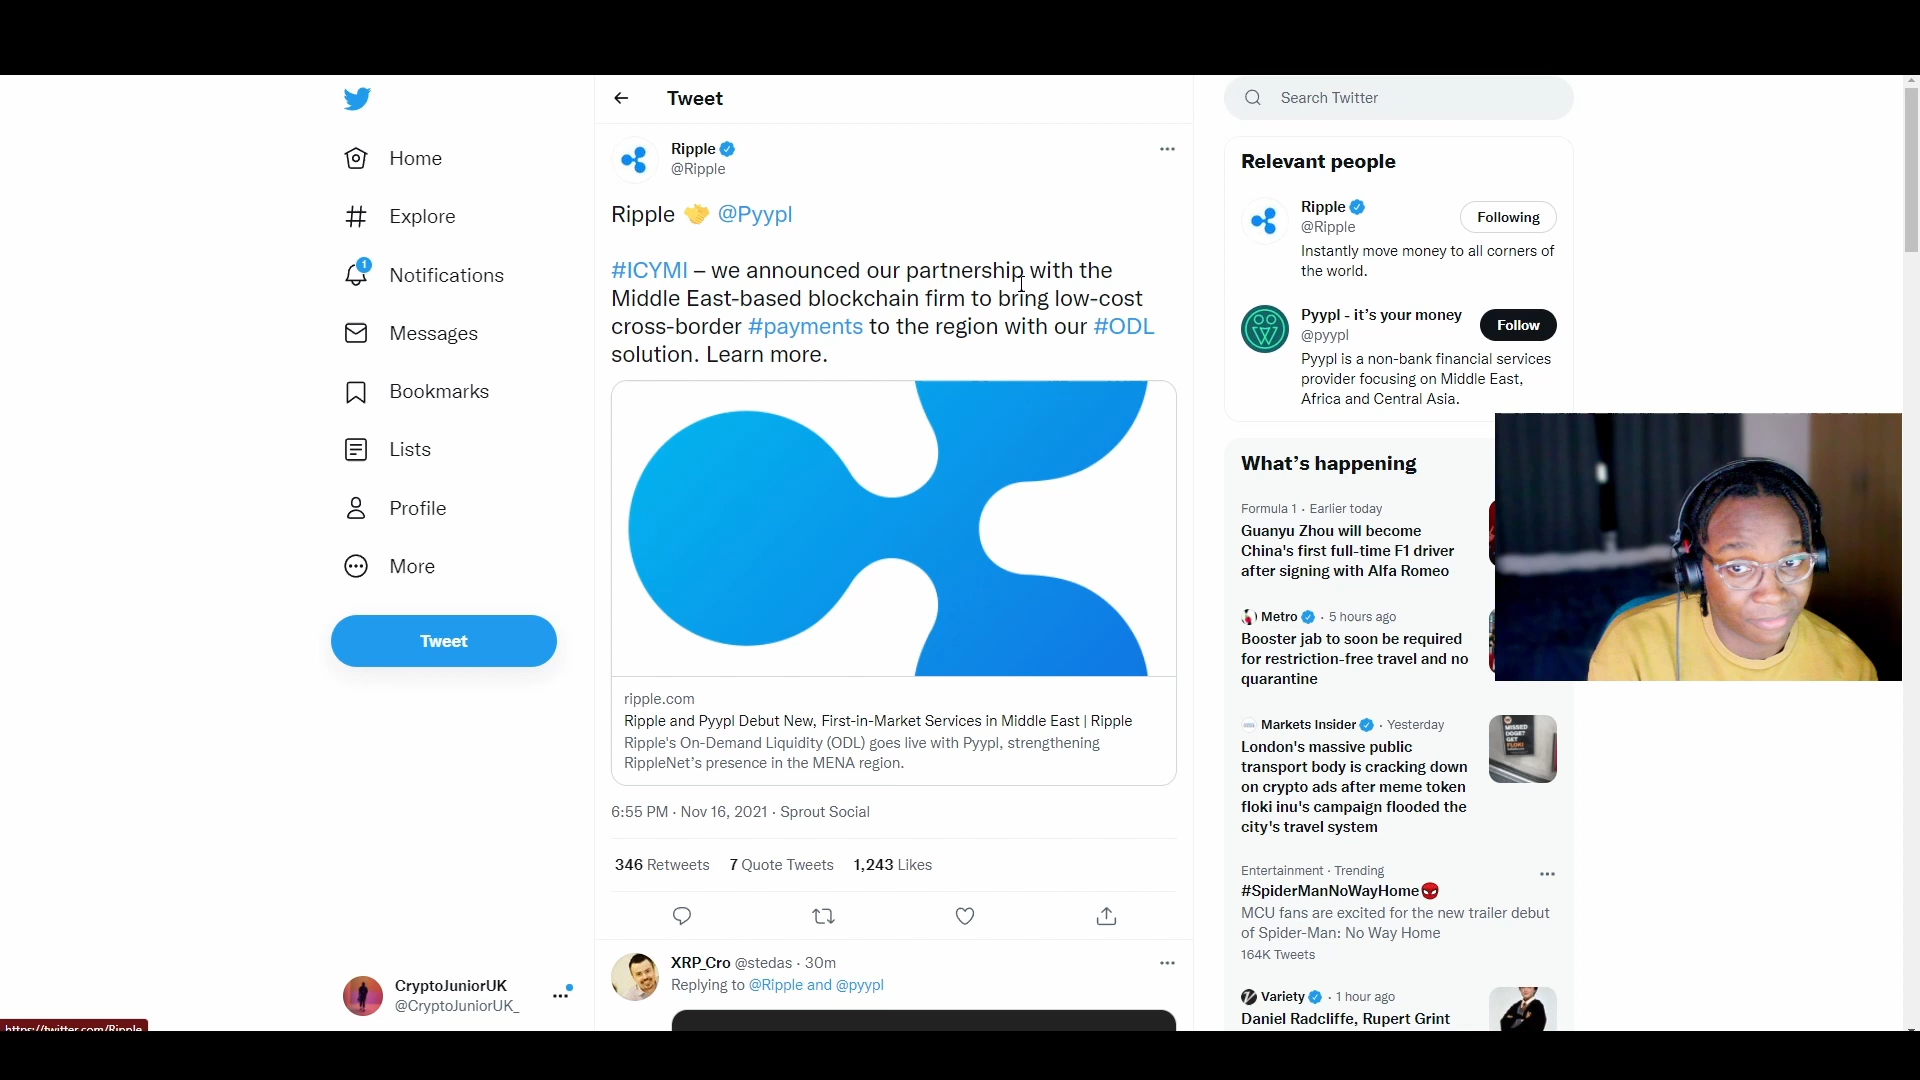 Home
Explore
1
Notifications
Messages
Bookmarks
Lists
Profile
More
Tweet
CryptoJuniorUK
@CryptoJuniorUK_
https://twitter.com/Ripple
Tweet
Ripple
@Ripple
Ripple 🤝 @Pyypl
#ICYMI – we announced our partnership with the
Middle East-based blockchain firm to bring low-cost
cross-border #payments to the region with our #ODL
solution. Learn more.
ripple.com
Ripple and Pyypl Debut New, First-in-Market Services in Middle East | Ripple
Ripple's On-Demand Liquidity (ODL) goes live with Pyypl, strengthening
RippleNet's presence in the MENA region.
6:55 PM · Nov 16, 2021 · Sprout Social
346 Retweets 7 Quote Tweets 1,243 Likes
XRP_Cro @stedas · 30m
Replying to @Ripple and @pyypl
Search Twitter
Relevant people
Ripple
@Ripple
Following
Instantly move money to all corners of
the world.
Pyypl - it's your money
@pyypl
Follow
Pyypl is a non-bank financial services
provider focusing on Middle East,
Africa and Central Asia.
What's happening
Formula 1 · Earlier today
Guanyu Zhou will become
China's first full-time F1 driver
after signing with Alfa Romeo
Metro · 5 hours ago
Booster jab to soon be required
for restriction-free travel and no
quarantine
Markets Insider · Yesterday
London's massive public
transport body is cracking down
on crypto ads after meme token
floki inu's campaign flooded the
city's travel system
MISSED
DOGE?
GET
FLOKI
Entertainment · Trending
#SpiderManNoWayHome
MCU fans are excited for the new trailer debut
of Spider-Man: No Way Home
164K Tweets
Variety · 1 hour ago
Daniel Radcliffe, Rupert Grint